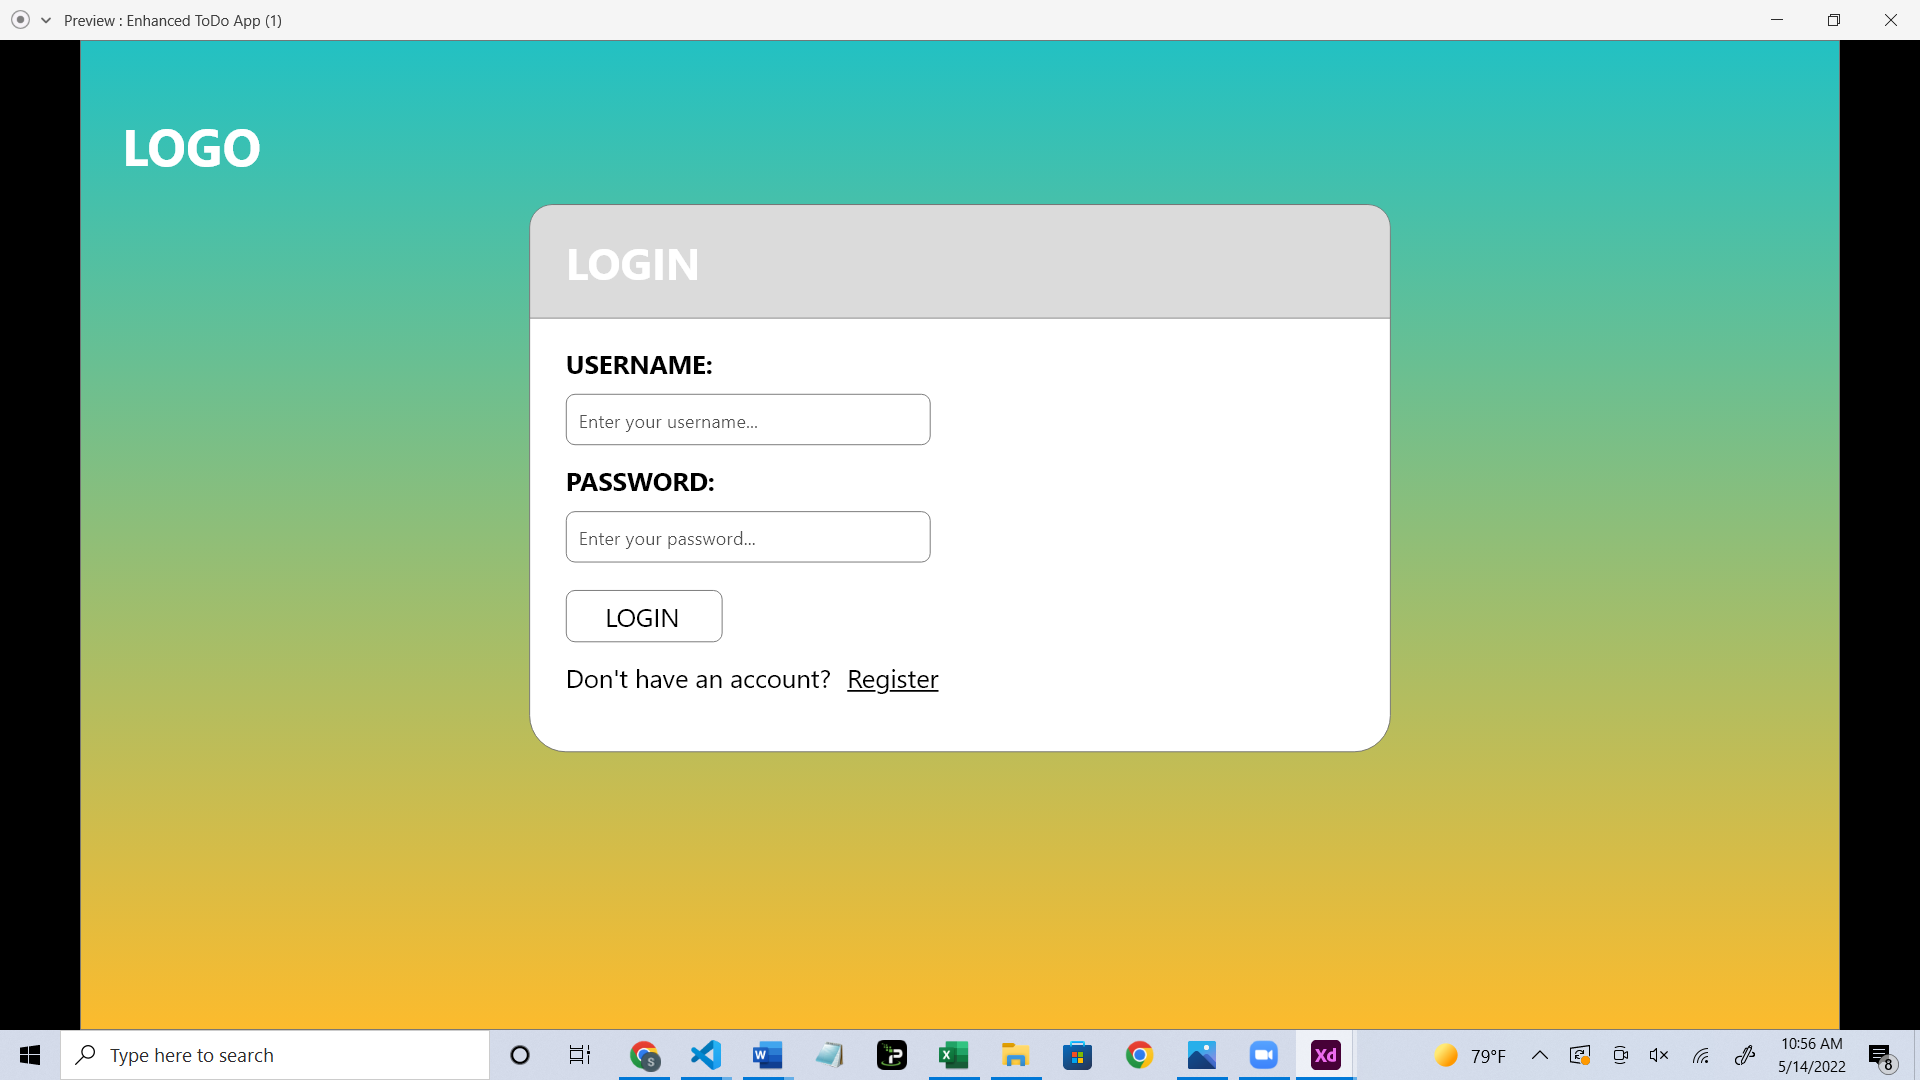 Preview : Enhanced ToDo App (1)
LOGO
LOGIN
USERNAME:
Enter your username...
PASSWORD:
Enter your password...
LOGIN
Don't have an account? Register
Type here to search
S
W
X
Xd
79°F
10:56 AM
5/14/2022
8